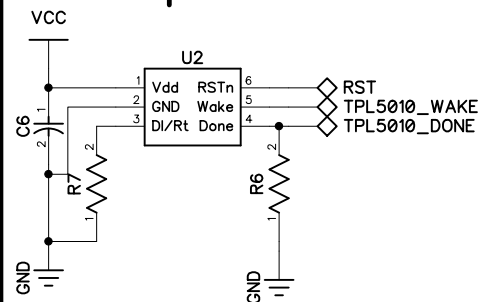 VCC
U2
1 Vdd RSTn 6 RST
2 GND Wake 5 TPL5010_WAKE
3 DI/Rt Done 4 TPL5010_DONE
C6 1 2
R7 2 1
R6 2 1
GND
GND